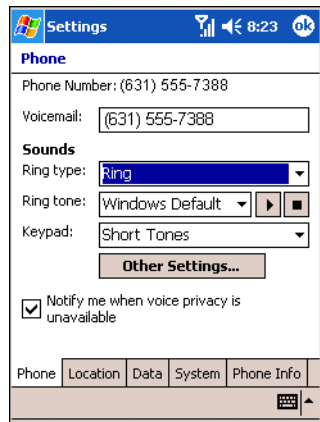 Settings 8:23 ok
Phone
Phone Number: (631) 555-7388
Voicemail: (631) 555-7388
Sounds
Ring type: Ring
Ring tone: Windows Default
Keypad: Short Tones
Other Settings...
Notify me when voice privacy is
unavailable
Phone Location Data System Phone Info